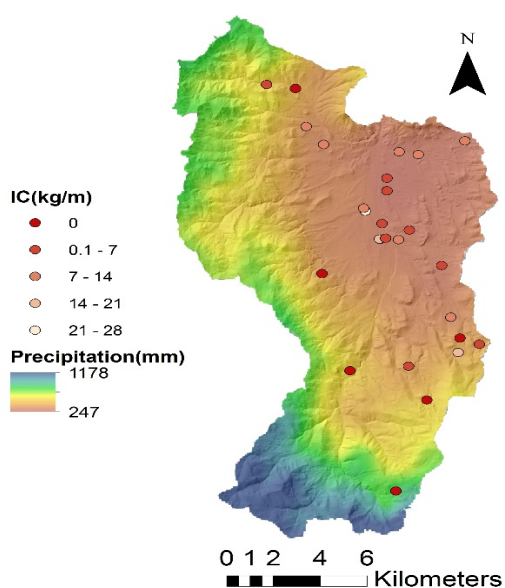 N
IC(kg/m)
0
0.1 - 7
7 - 14
14 - 21
21 - 28
Precipitation(mm)
1178
247
0 1 2 4 6
Kilometers